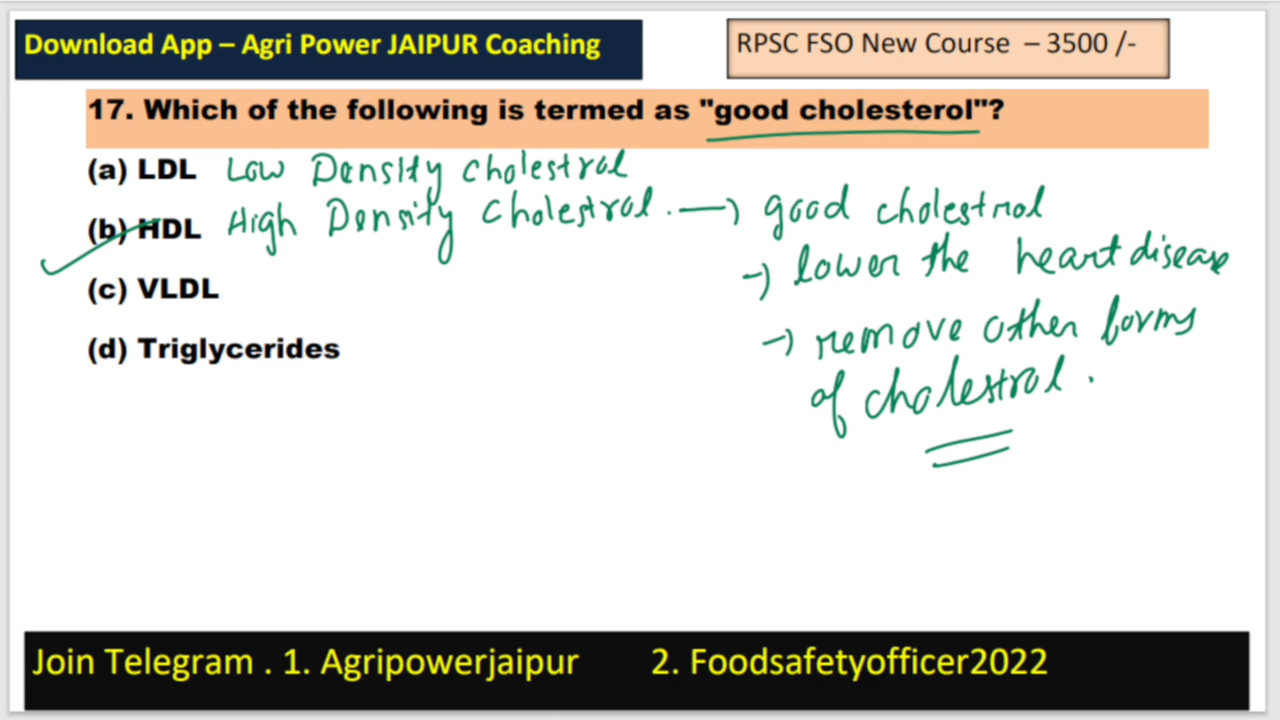 Download App – Agri Power JAIPUR Coaching
RPSC FSO New Course – 3500 /-
17. Which of the following is termed as "good cholesterol"?
(a) LDL Low Density cholestral
(b) HDL High Density Cholestral. → good cholestrol
→ lower the heart disease
(c) VLDL
→ remove other forms
(d) Triglycerides
of cholestrol.
Join Telegram . 1. Agripowerjaipur 2. Foodsafetyofficer2022